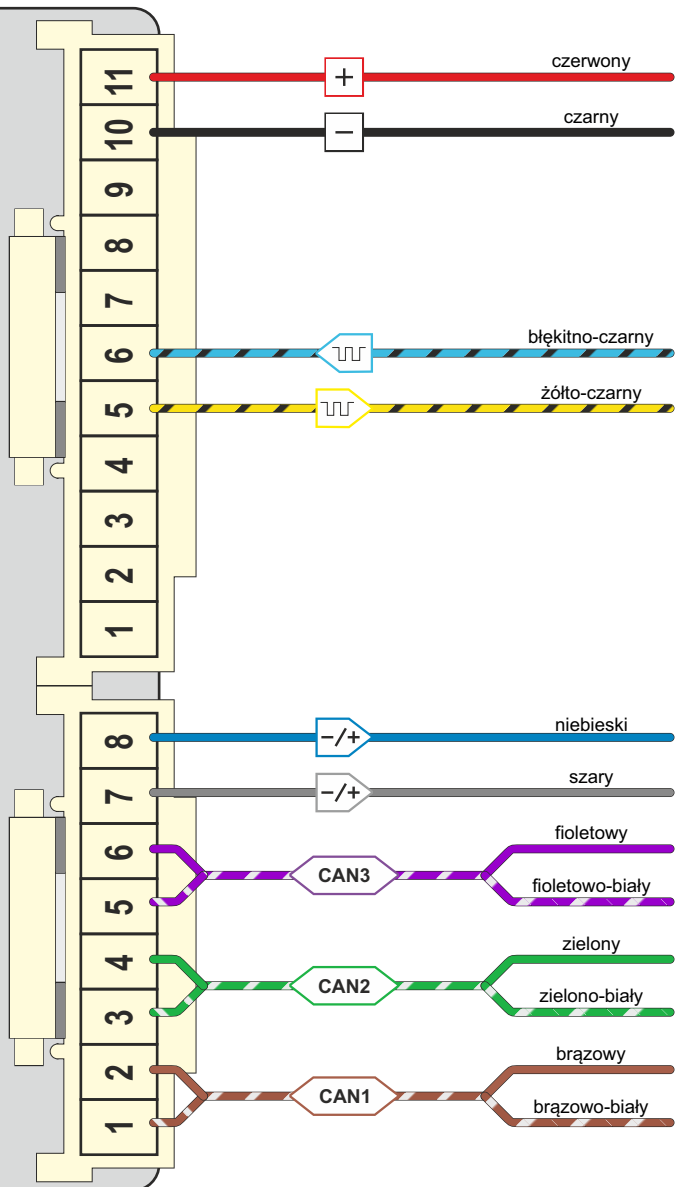 11 + czerwony
10 − czarny
9
8
7
6 błękitno-czarny
5 żółto-czarny
4
3
2
1
8 −/+ niebieski
7 −/+ szary
6 fioletowy
CAN3
5 fioletowo-biały
4 zielony
CAN2
3 zielono-biały
2 brązowy
CAN1
1 brązowo-biały